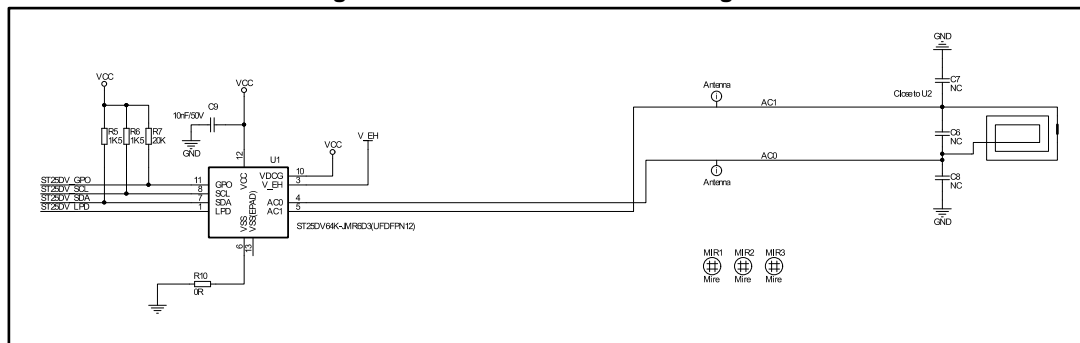 GND
C7
NC
VCC
VCC
Antenna
Close to U2
C9
10nF/50V
AC1
V_EH
R5
1K5
R6
1K5
R7
20K
GND
VCC
C6
NC
12
U1
AC0
VCC
VDCG
10
V_EH
3
Antenna
C8
NC
ST25DV_GPO
11
GPO
ST25DV_SCL
8
SCL
ST25DV_SDA
7
SDA
AC0
4
ST25DV_LPD
1
LPD
AC1
5
VSS
VSS(EPAD)
ST25DV64K-JMR6D3(UFDFPN12)
GND
6
13
MIR1
MIR2
MIR3
Mire
Mire
Mire
R10
0R